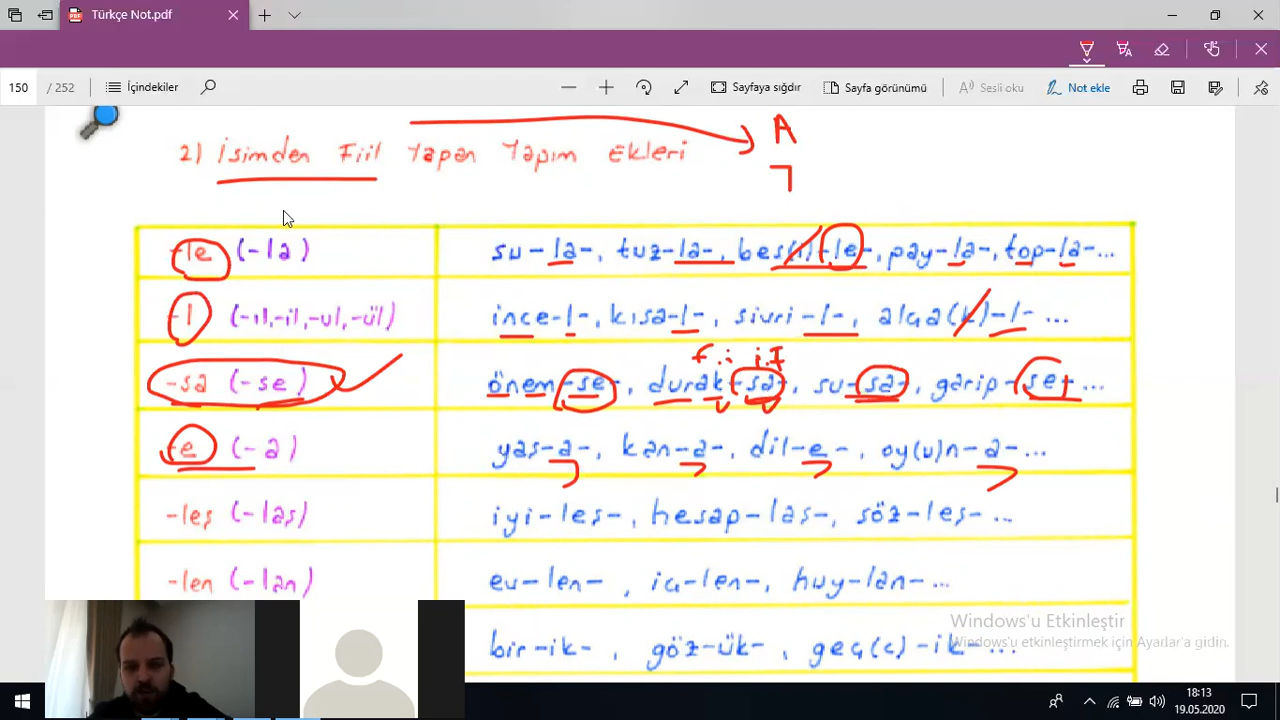 Türkçe Not.pdf
150 / 252 İçindekiler Sayfaya sığdır Sayfa görünümü Sesli oku Not ekle
2) İsimden Fiil Yapan Yapım Ekleri
A
-le (-la) su-la-, tuz-la-, bes(i)-le-, pay-la-, top-la-...
-l (-ıl,-il,-ul,-ül) ince-l-, kısa-l-, sivri-l-, alça(k)-l- ...
f.i i.f
-sa (-se) önem-se-, durak-sa-, su-sa-, garip-se- ...
-e (-a) yaş-a-, kan-a-, dil-e-, oy(u)n-a-...
-leş (-laş) iyi-leş-, hesap-laş-, söz-leş- ...
-len (-lan) ev-len- , iç-len-, huy-lan-...
bir-ik- , göz-ük- , geç(c)-ik-...
Windows'u Etkinleştir
Windows'u etkinleştirmek için Ayarlar'a gidin.
18:13
19.05.2020